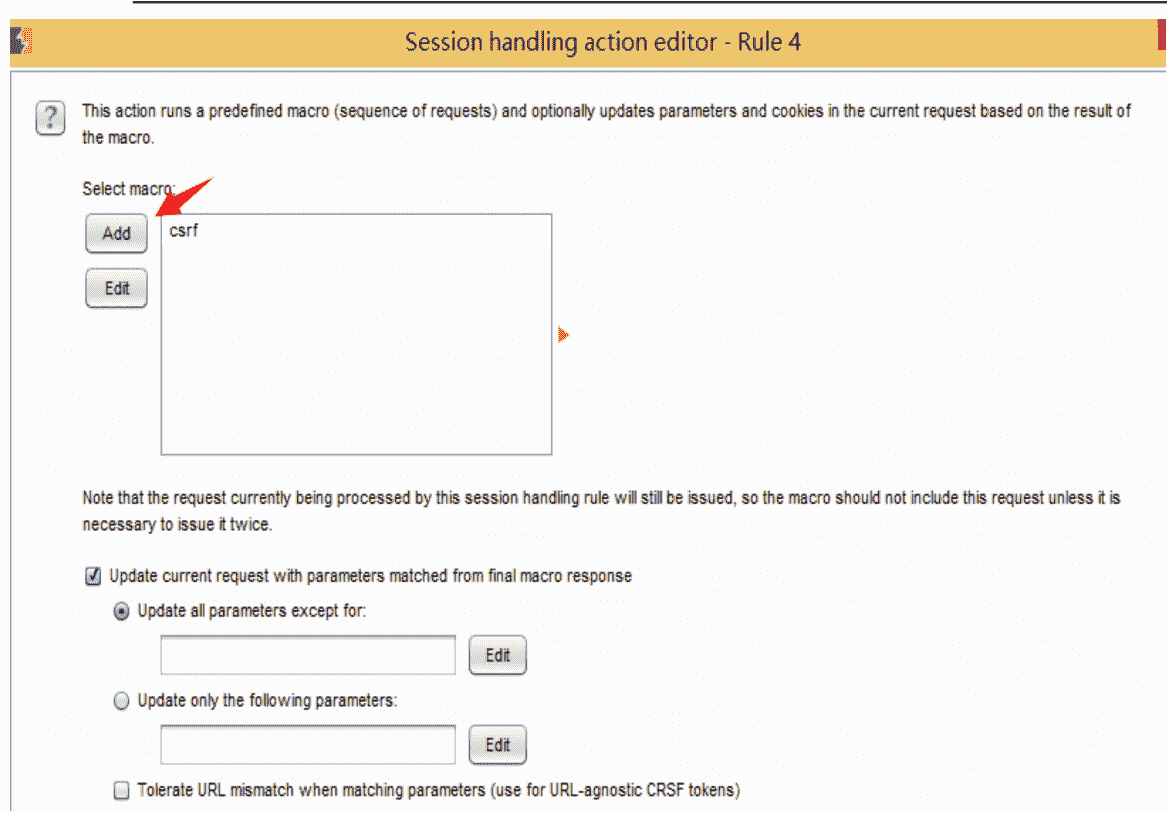 Session handling action editor - Rule 4
?
This action runs a predefined macro (sequence of requests) and optionally updates parameters and cookies in the current request based on the result of
the macro.
Select macro:
Add
csrf
Edit
Note that the request currently being processed by this session handling rule will still be issued, so the macro should not include this request unless it is
necessary to issue it twice.
Update current request with parameters matched from final macro response
Update all parameters except for:
Edit
Update only the following parameters:
Edit
Tolerate URL mismatch when matching parameters (use for URL-agnostic CRSF tokens)